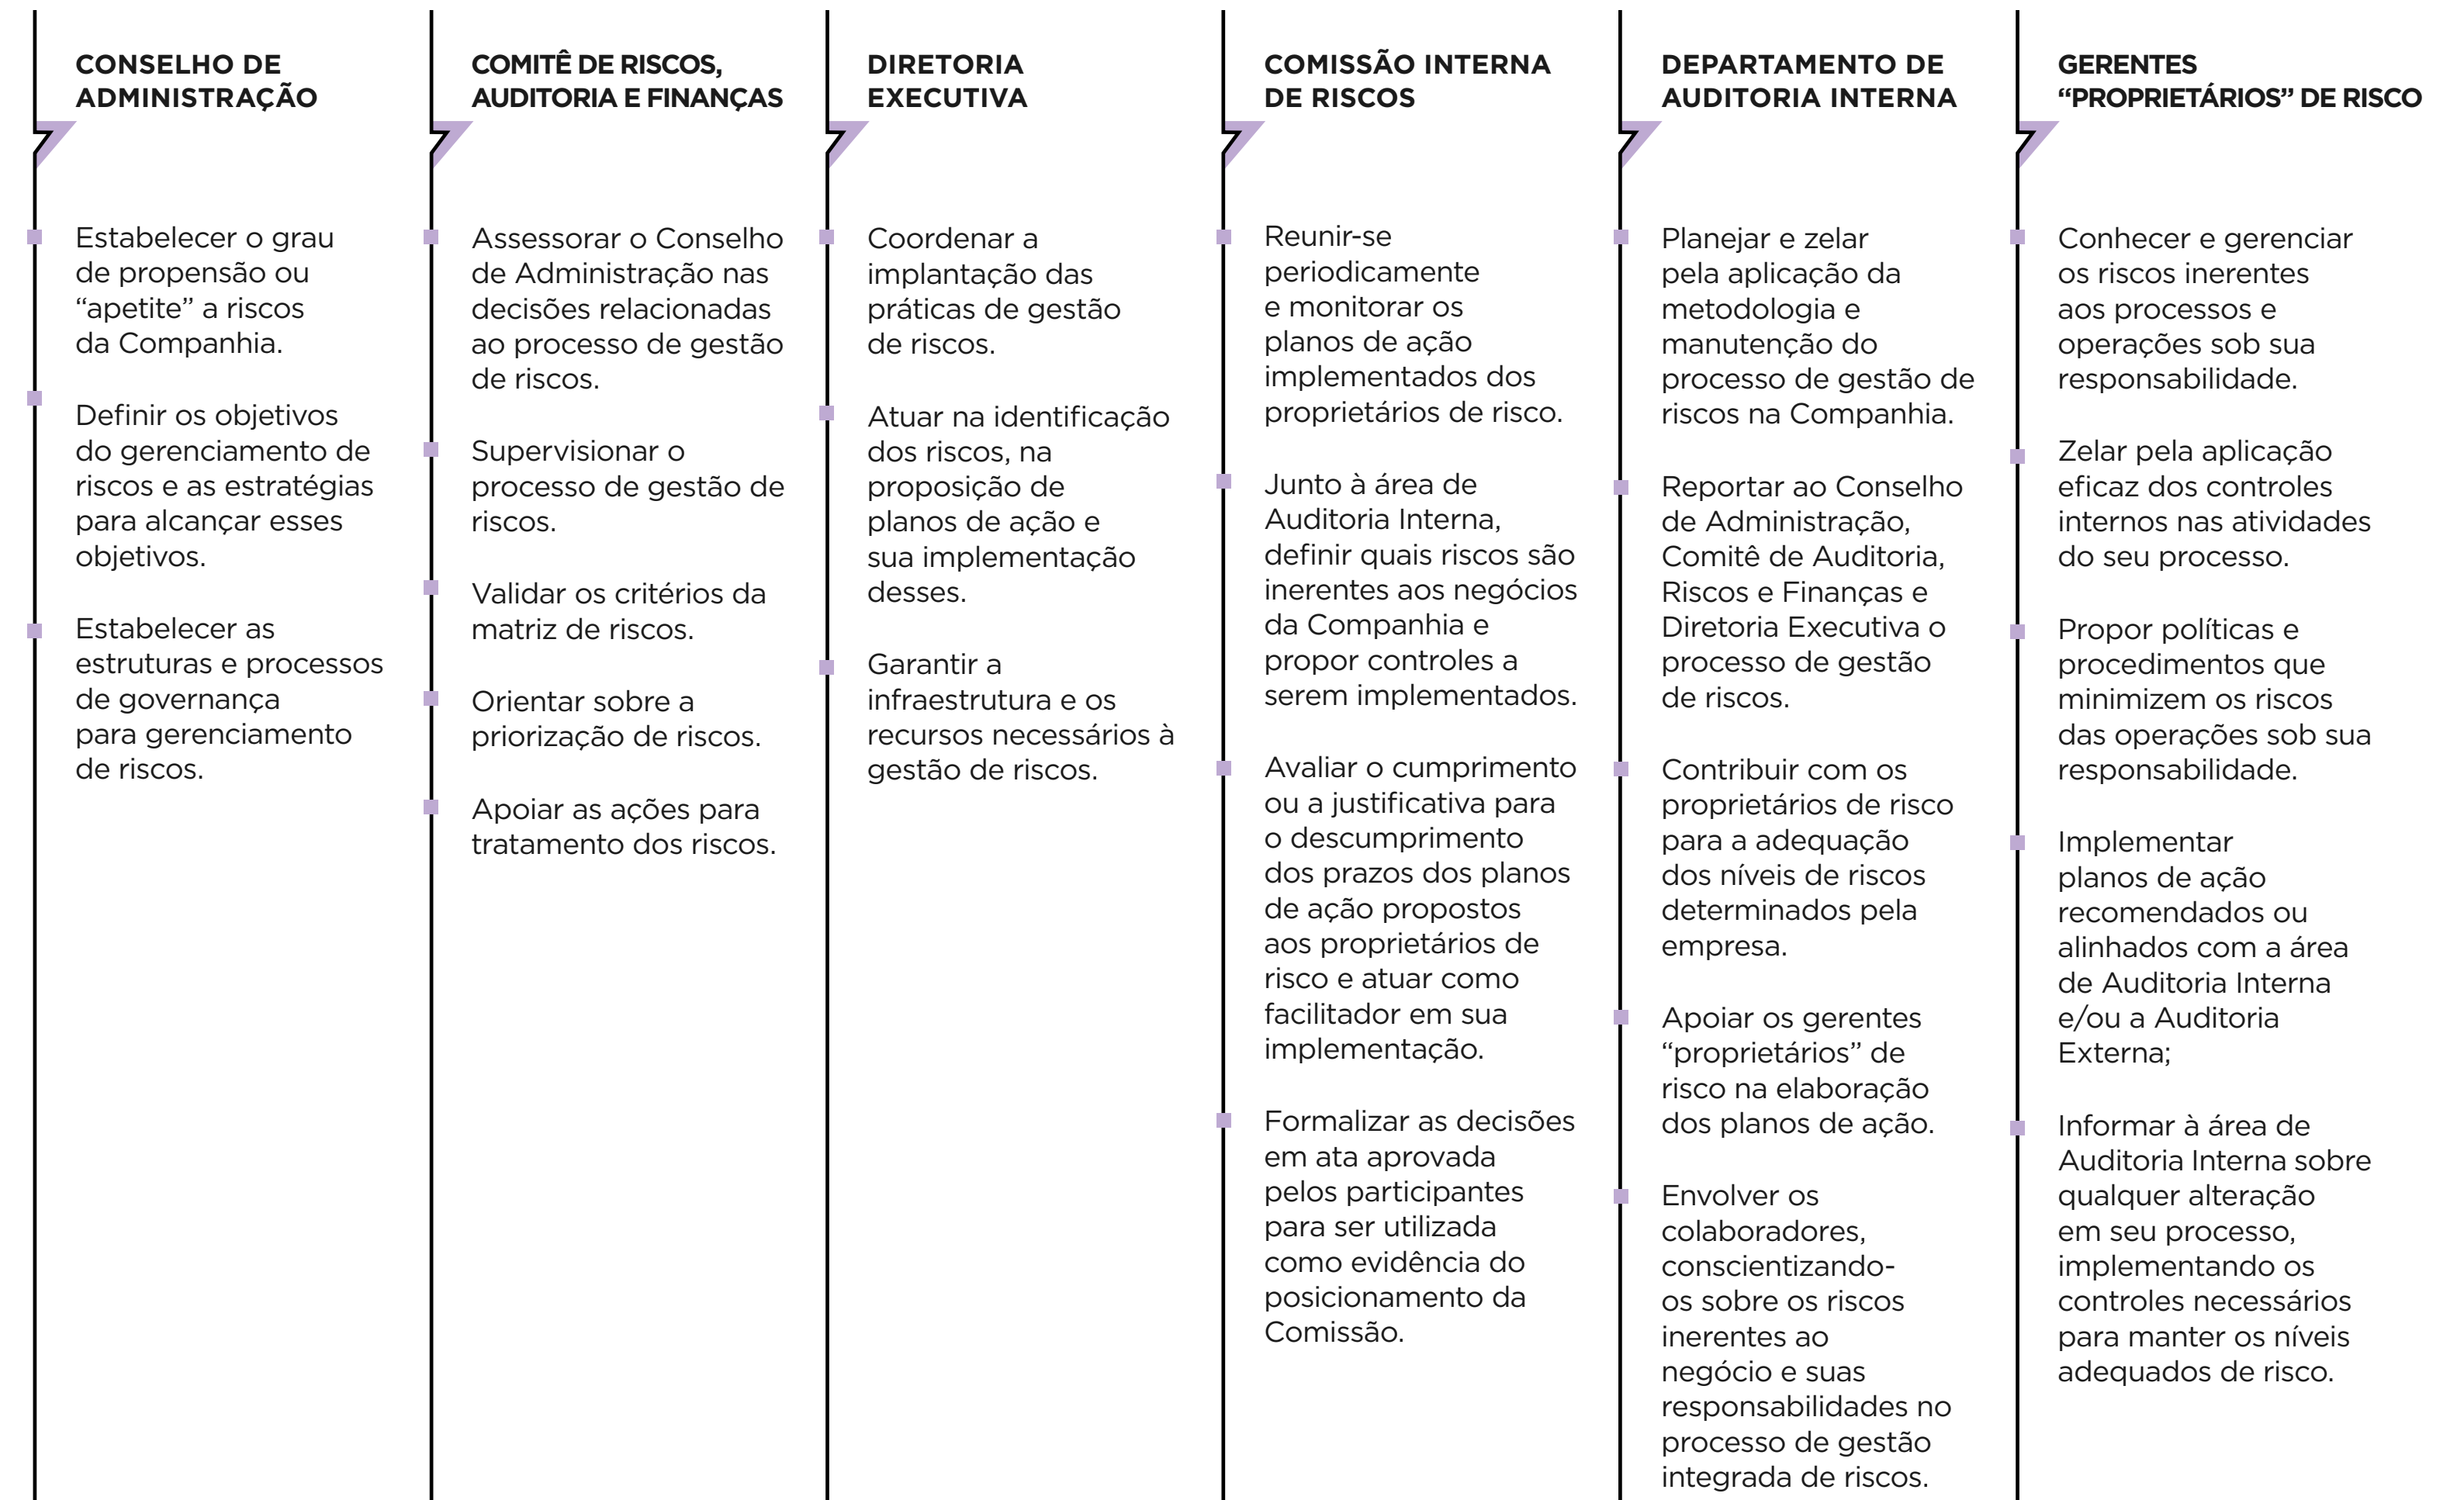 CONSELHO DE
ADMINISTRAÇÃO
Estabelecer o grau
de propensão ou
“apetite” a riscos
da Companhia.
Definir os objetivos
do gerenciamento de
riscos e as estratégias
para alcançar esses
objetivos.
Estabelecer as
estruturas e processos
de governança
para gerenciamento
de riscos.
COMITÊ DE RISCOS,
AUDITORIA E FINANÇAS
Assessorar o Conselho
de Administração nas
decisões relacionadas
ao processo de gestão
de riscos.
Supervisionar o
processo de gestão de
riscos.
Validar os critérios da
matriz de riscos.
Orientar sobre a
priorização de riscos.
Apoiar as ações para
tratamento dos riscos.
DIRETORIA
EXECUTIVA
Coordenar a
implantação das
práticas de gestão
de riscos.
Atuar na identificação
dos riscos, na
proposição de
planos de ação e
sua implementação
desses.
Garantir a
infraestrutura e os
recursos necessários à
gestão de riscos.
COMISSÃO INTERNA
DE RISCOS
Reunir-se
periodicamente
e monitorar os
planos de ação
implementados dos
proprietários de risco.
Junto à área de
Auditoria Interna,
definir quais riscos são
inerentes aos negócios
da Companhia e
propor controles a
serem implementados.
Avaliar o cumprimento
ou a justificativa para
o descumprimento
dos prazos dos planos
de ação propostos
aos proprietários de
risco e atuar como
facilitador em sua
implementação.
Formalizar as decisões
em ata aprovada
pelos participantes
para ser utilizada
como evidência do
posicionamento da
Comissão.
DEPARTAMENTO DE
AUDITORIA INTERNA
Planejar e zelar
pela aplicação da
metodologia e
manutenção do
processo de gestão de
riscos na Companhia.
Reportar ao Conselho
de Administração,
Comitê de Auditoria,
Riscos e Finanças e
Diretoria Executiva o
processo de gestão
de riscos.
Contribuir com os
proprietários de risco
para a adequação
dos níveis de riscos
determinados pela
empresa.
Apoiar os gerentes
“proprietários” de
risco na elaboração
dos planos de ação.
Envolver os
colaboradores,
conscientizando-
os sobre os riscos
inerentes ao
negócio e suas
responsabilidades no
processo de gestão
integrada de riscos.
GERENTES
“PROPRIETÁRIOS” DE RISCO
Conhecer e gerenciar
os riscos inerentes
aos processos e
operações sob sua
responsabilidade.
Zelar pela aplicação
eficaz dos controles
internos nas atividades
do seu processo.
Propor políticas e
procedimentos que
minimizem os riscos
das operações sob sua
responsabilidade.
Implementar
planos de ação
recomendados ou
alinhados com a área
de Auditoria Interna
e/ou a Auditoria
Externa;
Informar à área de
Auditoria Interna sobre
qualquer alteração
em seu processo,
implementando os
controles necessários
para manter os níveis
adequados de risco.